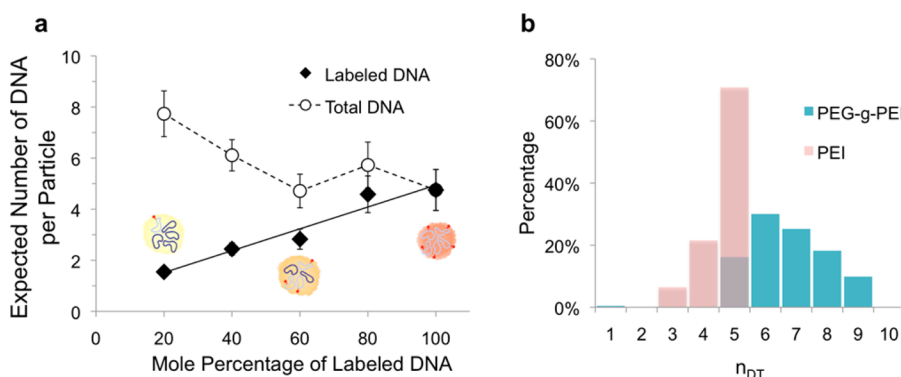 a
Expected Number of DNA
per Particle
10
8
6
4
2
0
Labeled DNA
Total DNA
0 20 40 60 80 100
Mole Percentage of Labeled DNA
b
Percentage
80%
60%
40%
20%
0%
PEG-g-PEI
PEI
1 2 3 4 5 6 7 8 9 10
nDT